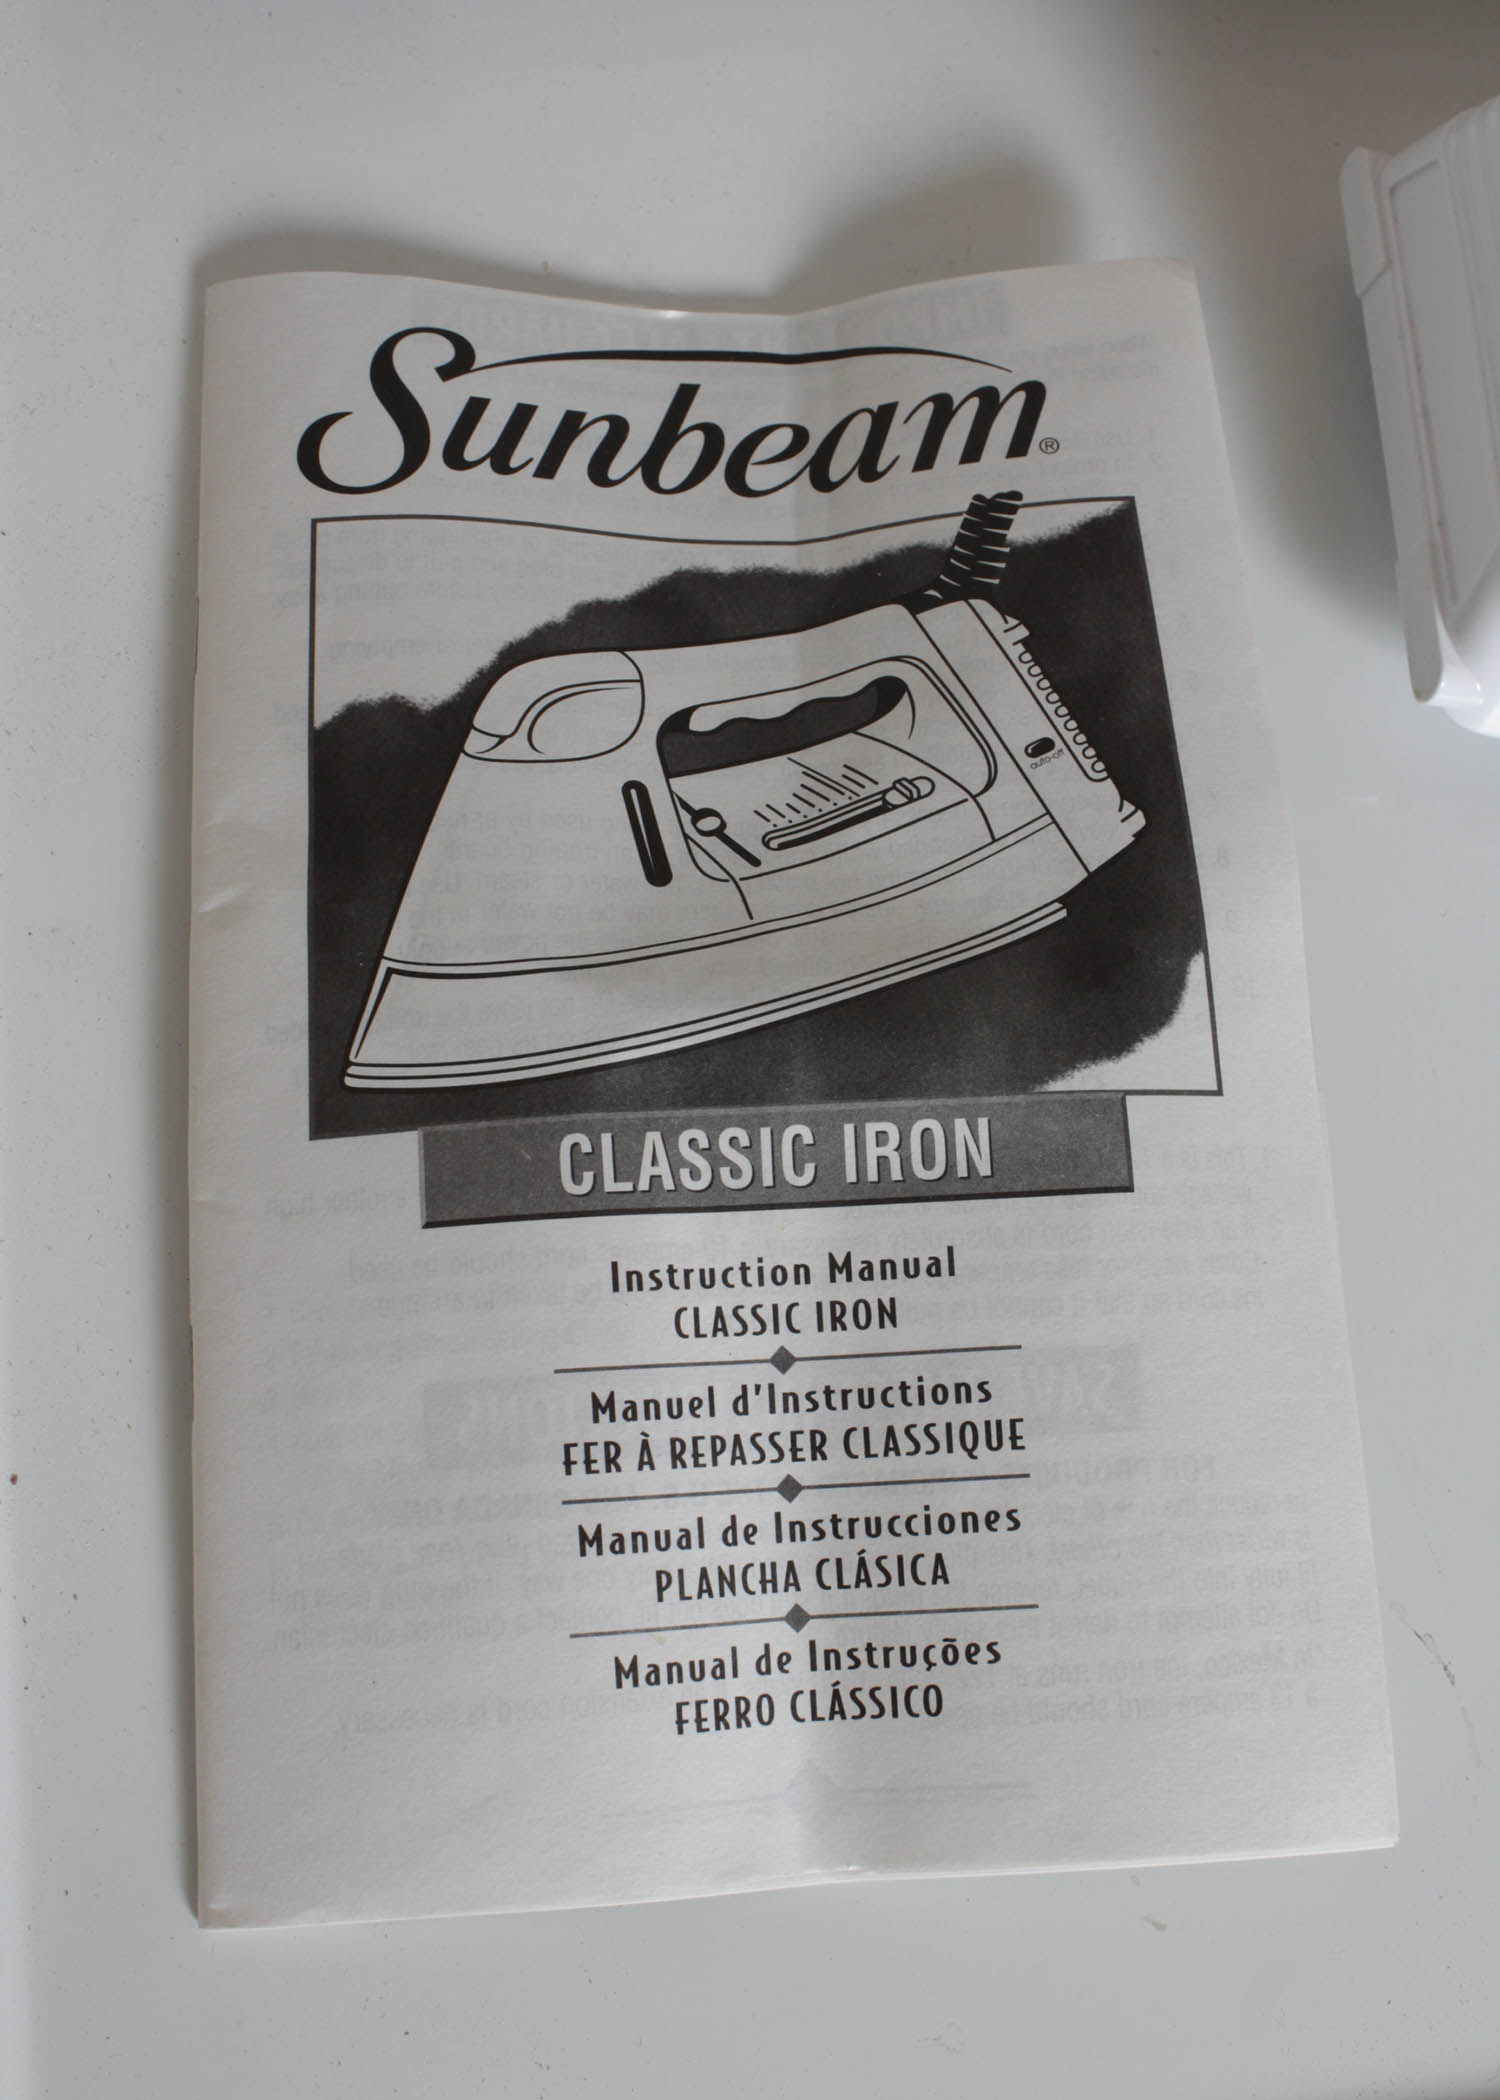 Sunbeam®
auto-off
CLASSIC IRON
Instruction Manual
CLASSIC IRON
Manuel d'Instructions
FER À REPASSER CLASSIQUE
Manual de Instrucciones
PLANCHA CLÁSICA
Manual de Instruções
FERRO CLÁSSICO